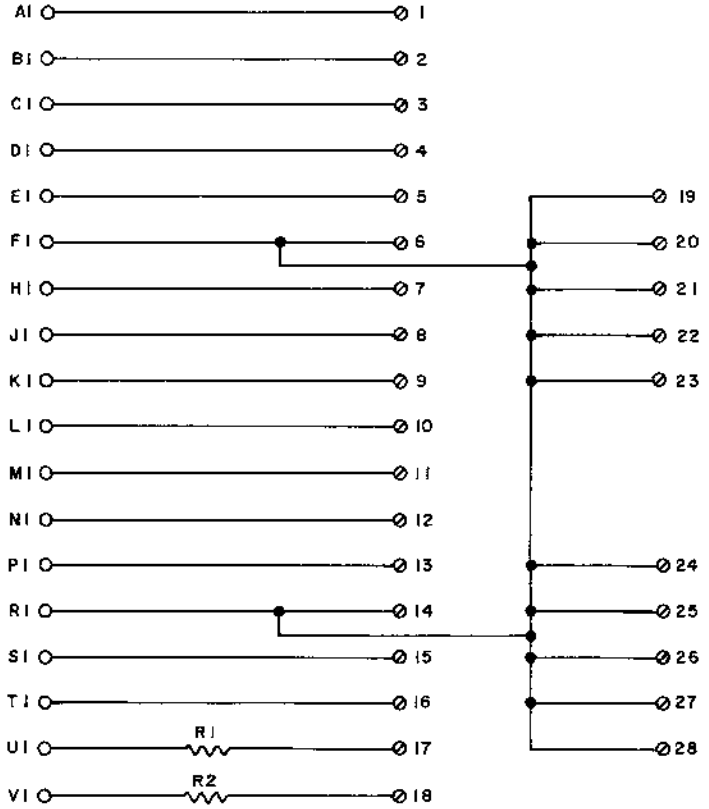 A1 1
B1 2
C1 3
D1 4
E1 5 19
F1 6 20
H1 7 21
J1 8 22
K1 9 23
L1 10
M1 11
N1 12
P1 13 24
R1 14 25
S1 15 26
T1 16 27
R1
U1 17 28
R2
V1 18